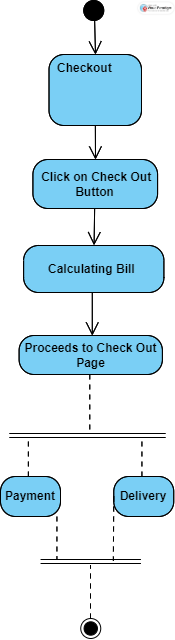 Checkout
Click on Check Out
Button
Calculating Bill
Proceeds to Check Out
Page
Payment
Delivery